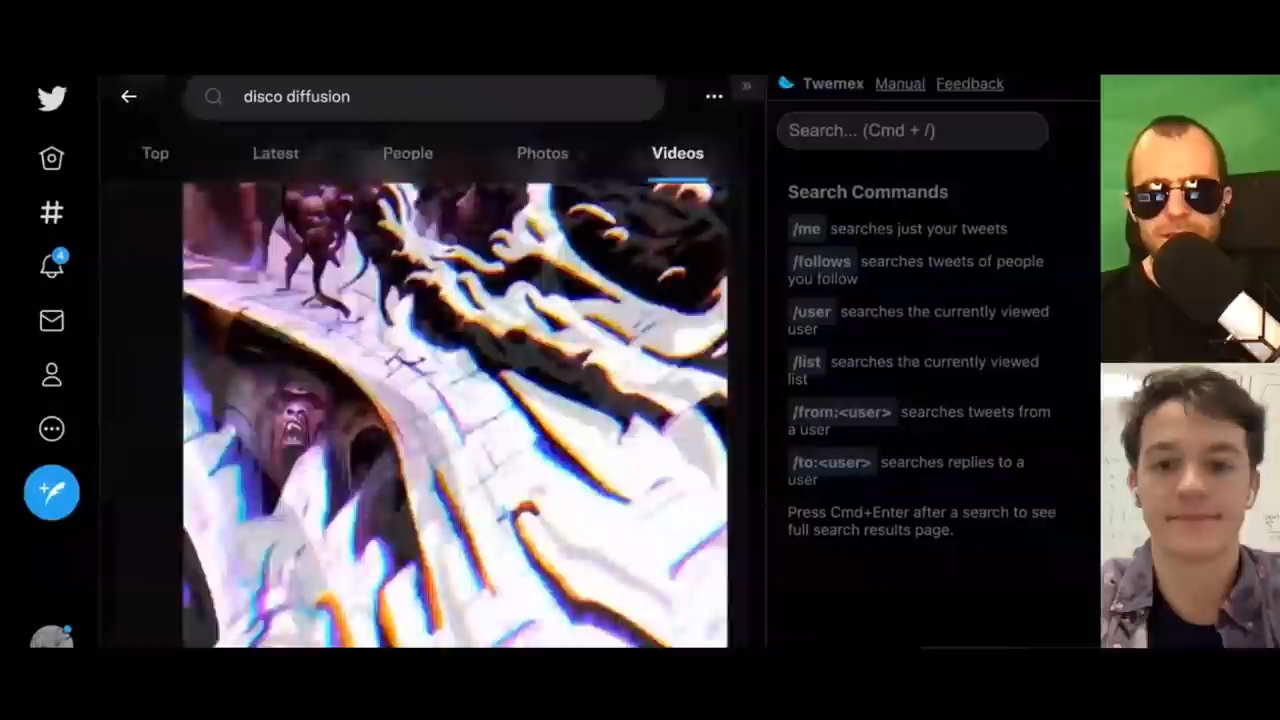 disco diffusion
Top
Latest
People
Photos
Videos
4
Twemex
Manual
Feedback
Search... (Cmd + /)
Search Commands
/me searches just your tweets
/follows searches tweets of people
you follow
/user searches the currently viewed
user
/list searches the currently viewed
list
/from:<user> searches tweets from
a user
/to:<user> searches replies to a
user
Press Cmd+Enter after a search to see
full search results page.